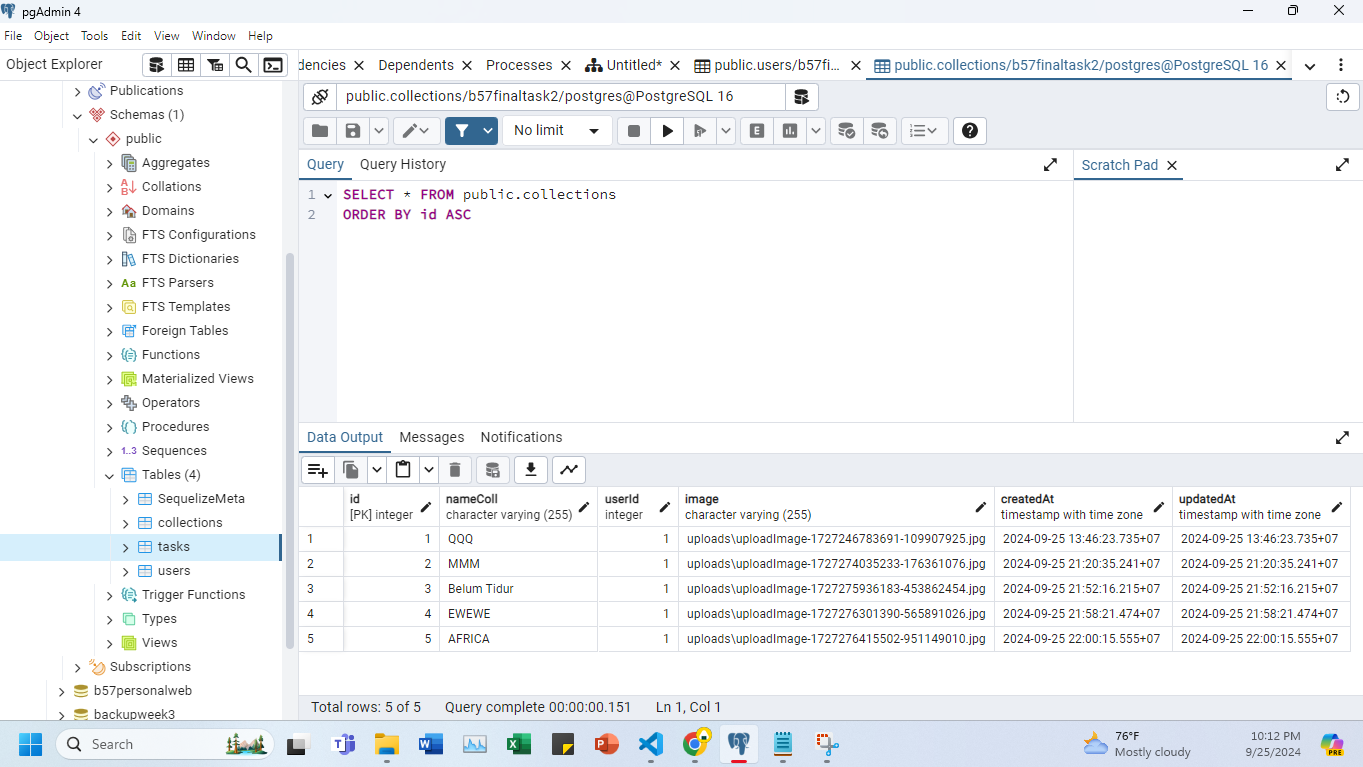 pgAdmin 4
File Object Tools Edit View Window Help
Object Explorer
dencies Dependents Processes Untitled* public.users/b57fi... public.collections/b57finaltask2/postgres@PostgreSQL 16
public.collections/b57finaltask2/postgres@PostgreSQL 16
No limit
E
Query Query History Scratch Pad
1 SELECT * FROM public.collections
2 ORDER BY id ASC
Publications
Schemas (1)
public
Aggregates
Collations
Domains
FTS Configurations
FTS Dictionaries
Aa FTS Parsers
FTS Templates
Foreign Tables
Functions
Materialized Views
Operators
Procedures
1..3 Sequences
Tables (4)
SequelizeMeta
collections
tasks
users
Trigger Functions
Types
Views
Subscriptions
b57personalweb
backupweek3
Data Output Messages Notifications
id nameColl userId image createdAt updatedAt
[PK] integer character varying (255) integer character varying (255) timestamp with time zone timestamp with time zone
1 1 QQQ 1 uploads\uploadImage-1727246783691-109907925.jpg 2024-09-25 13:46:23.735+07 2024-09-25 13:46:23.735+07
2 2 MMM 1 uploads\uploadImage-1727274035233-176361076.jpg 2024-09-25 21:20:35.241+07 2024-09-25 21:20:35.241+07
3 3 Belum Tidur 1 uploads\uploadImage-1727275936183-453862454.jpg 2024-09-25 21:52:16.215+07 2024-09-25 21:52:16.215+07
4 4 EWEWE 1 uploads\uploadImage-1727276301390-565891026.jpg 2024-09-25 21:58:21.474+07 2024-09-25 21:58:21.474+07
5 5 AFRICA 1 uploads\uploadImage-1727276415502-951149010.jpg 2024-09-25 22:00:15.555+07 2024-09-25 22:00:15.555+07
Total rows: 5 of 5 Query complete 00:00:00.151 Ln 1, Col 1
Search
76°F
Mostly cloudy
10:12 PM
9/25/2024
PRE